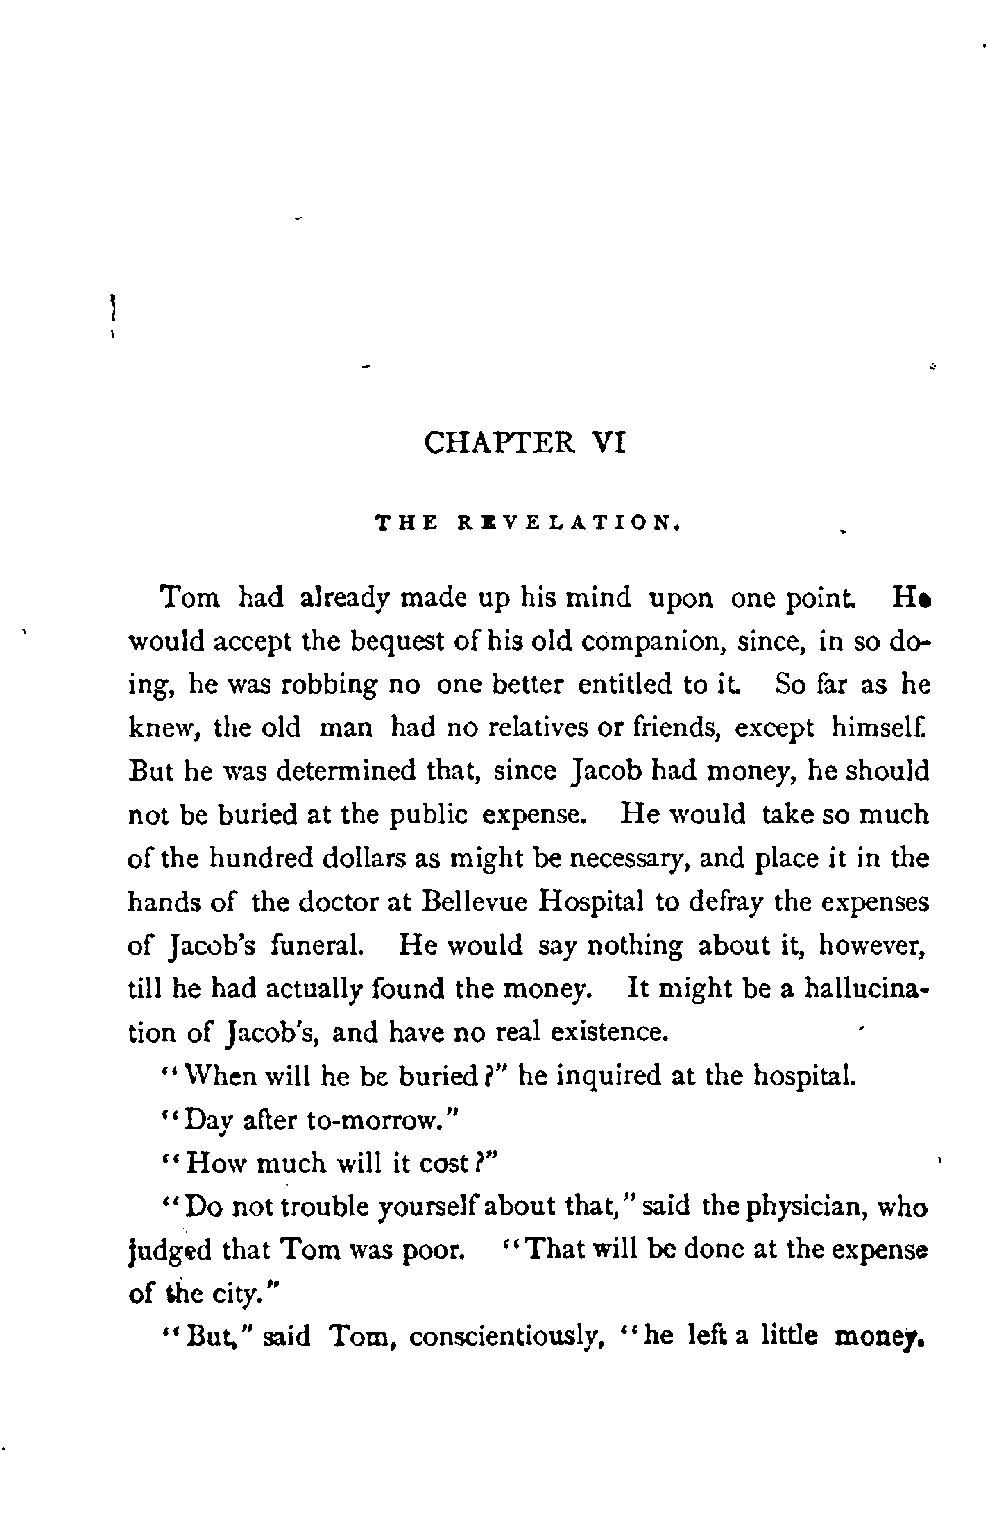 CHAPTER VI
THE REVELATION.
Tom had already made up his mind upon one point. He
would accept the bequest of his old companion, since, in so do-
ing, he was robbing no one better entitled to it. So far as he
knew, the old man had no relatives or friends, except himself.
But he was determined that, since Jacob had money, he should
not be buried at the public expense. He would take so much
of the hundred dollars as might be necessary, and place it in the
hands of the doctor at Bellevue Hospital to defray the expenses
of Jacob's funeral. He would say nothing about it, however,
till he had actually found the money. It might be a hallucina-
tion of Jacob's, and have no real existence.
"When will he be buried?" he inquired at the hospital.
"Day after to-morrow."
"How much will it cost?"
"Do not trouble yourself about that," said the physician, who
judged that Tom was poor. "That will be done at the expense
of the city."
"But," said Tom, conscientiously, "he left a little money.